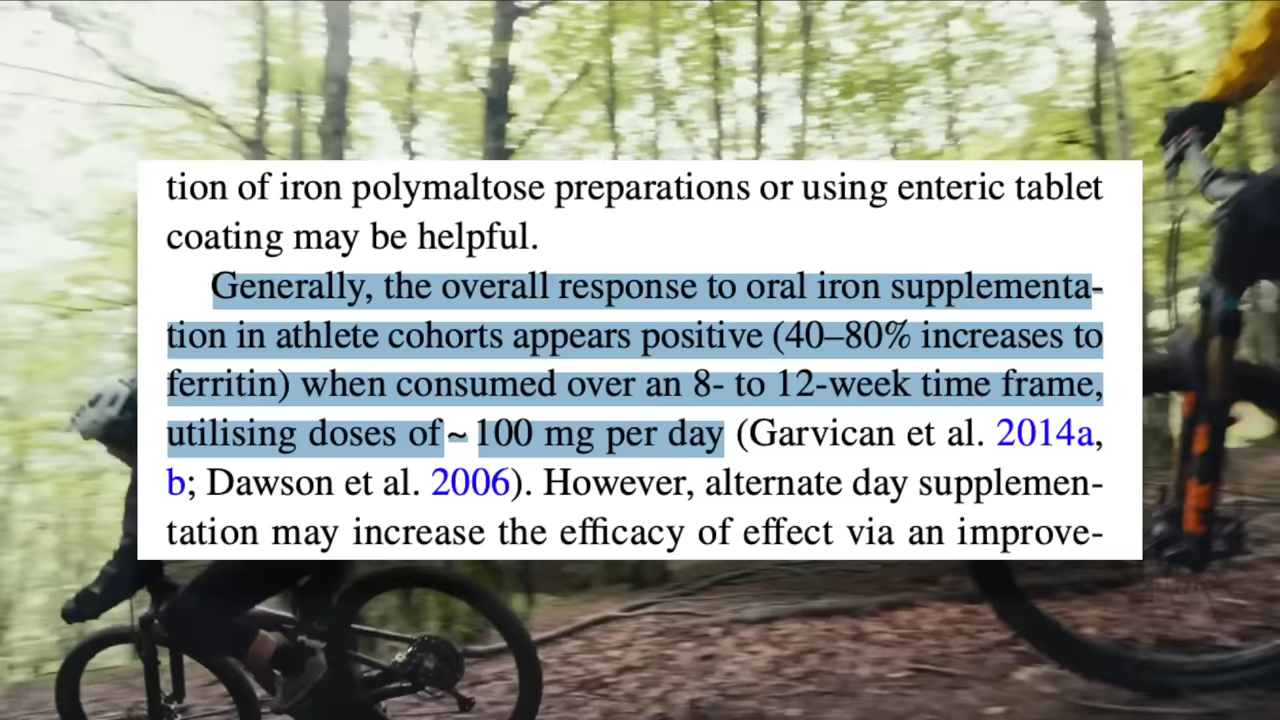 tion of iron polymaltose preparations or using enteric tablet
coating may be helpful.
Generally, the overall response to oral iron supplementa-
tion in athlete cohorts appears positive (40–80% increases to
ferritin) when consumed over an 8- to 12-week time frame,
utilising doses of ~ 100 mg per day (Garvican et al. 2014a,
b; Dawson et al. 2006). However, alternate day supplemen-
tation may increase the efficacy of effect via an improve-